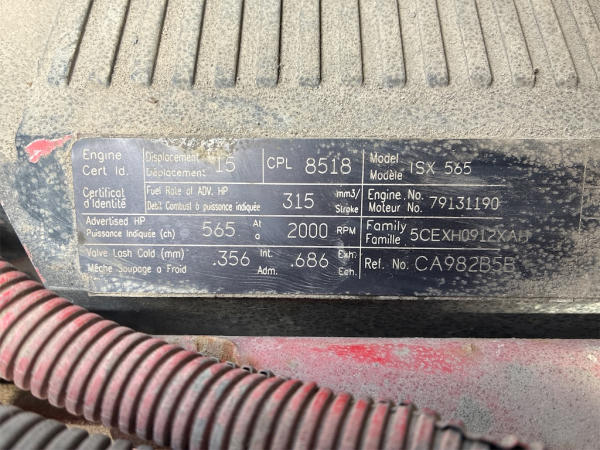 Engine Cert Id.
Certificat d'Identité
Displacement 15
Déplacement
CPL 8518
Model ISX 565
Modèle
Fuel Rate of ADV. HP 315 mm3/
Débit Combust à puissance indiquée Stroke
Engine No. 79131190
Moteur No.
Advertised HP 565 At 2000 RPM
Puissance Indiquée (ch) a
Family 5CEXH0912XAH
Famille
Valve Lash Cold (mm) .356 Int. .686 Exh.
Mèche Soupage a Froid Adm. Ech.
Ref. No. CA982B5B